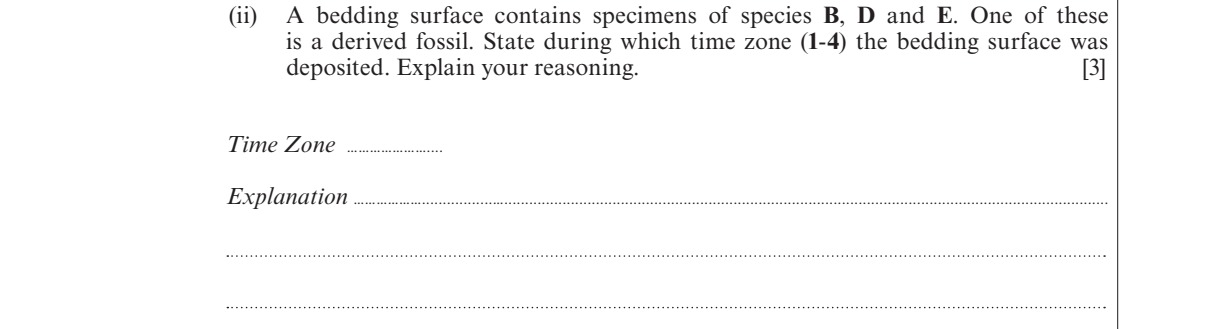 (ii) A bedding surface contains specimens of species B, D and E. One of these
is a derived fossil. State during which time zone (1-4) the bedding surface was
deposited. Explain your reasoning. [3]
Time Zone ........................
Explanation ................................................................................
................................................................................
................................................................................